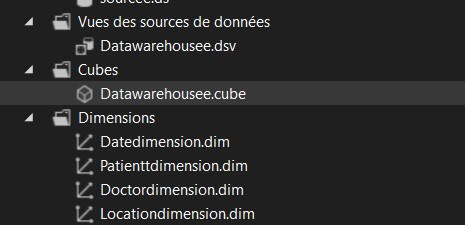 sourcee.ds
Vues des sources de données
Datawarehousee.dsv
Cubes
Datawarehousee.cube
Dimensions
Datedimension.dim
Patienttdimension.dim
Doctordimension.dim
Locationdimension.dim